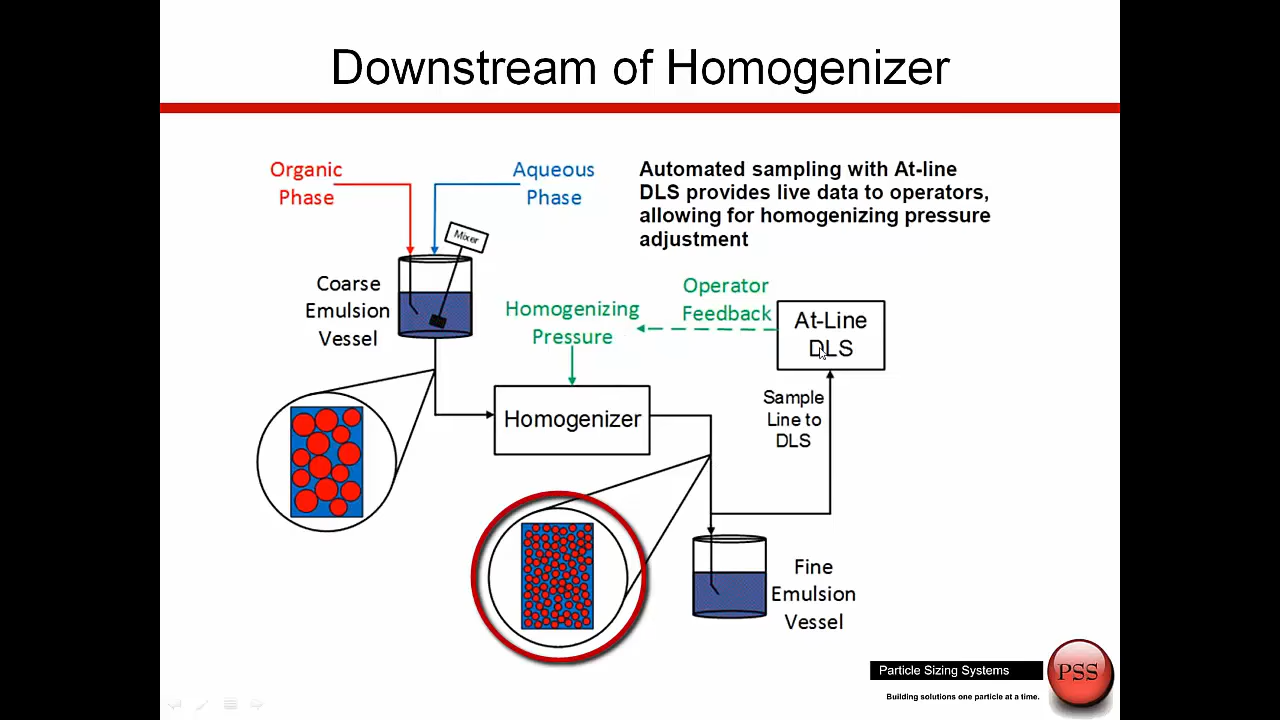 Downstream of Homogenizer
Organic
Phase
Aqueous
Phase
Automated sampling with At-line
DLS provides live data to operators,
allowing for homogenizing pressure
adjustment
Mixer
Coarse
Emulsion
Vessel
Homogenizing
Pressure
Operator
Feedback
At-Line
DLS
Homogenizer
Sample
Line to
DLS
Fine
Emulsion
Vessel
Particle Sizing Systems
PSS
Building solutions one particle at a time.